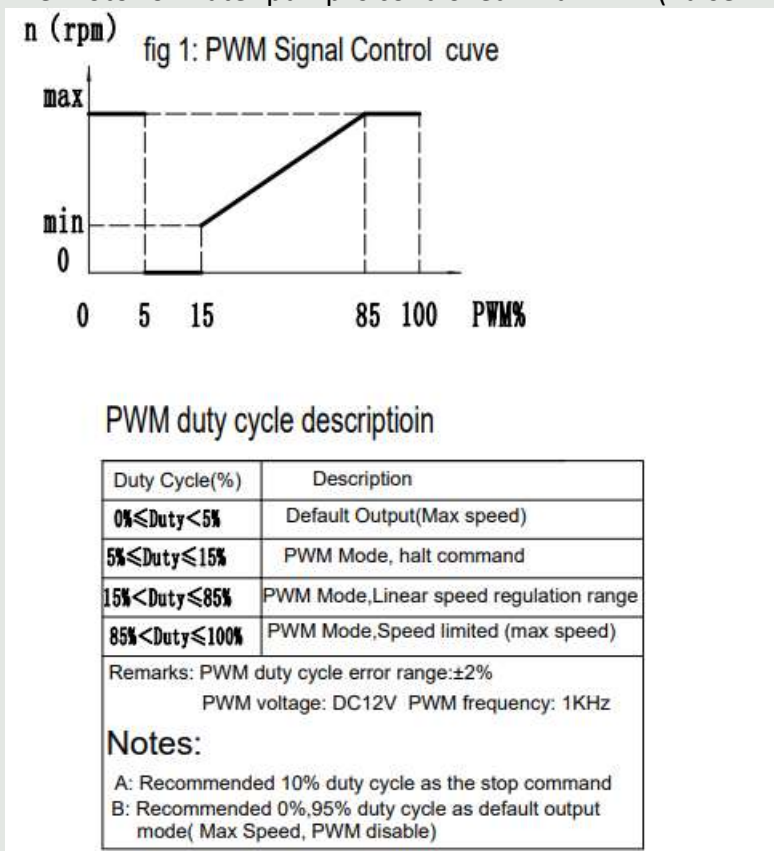 n (rpm)
fig 1: PWM Signal Control cuve
max
min
0
0 5 15 85 100 PWM%
PWM duty cycle descriptioin
Duty Cycle(%) Description
0%≤Duty<5% Default Output(Max speed)
5%≤Duty≤15% PWM Mode, halt command
15%<Duty≤85% PWM Mode,Linear speed regulation range
85%<Duty≤100% PWM Mode,Speed limited (max speed)
Remarks: PWM duty cycle error range:±2%
PWM voltage: DC12V PWM frequency: 1KHz
Notes:
A: Recommended 10% duty cycle as the stop command
B: Recommended 0%,95% duty cycle as default output
mode( Max Speed, PWM disable)